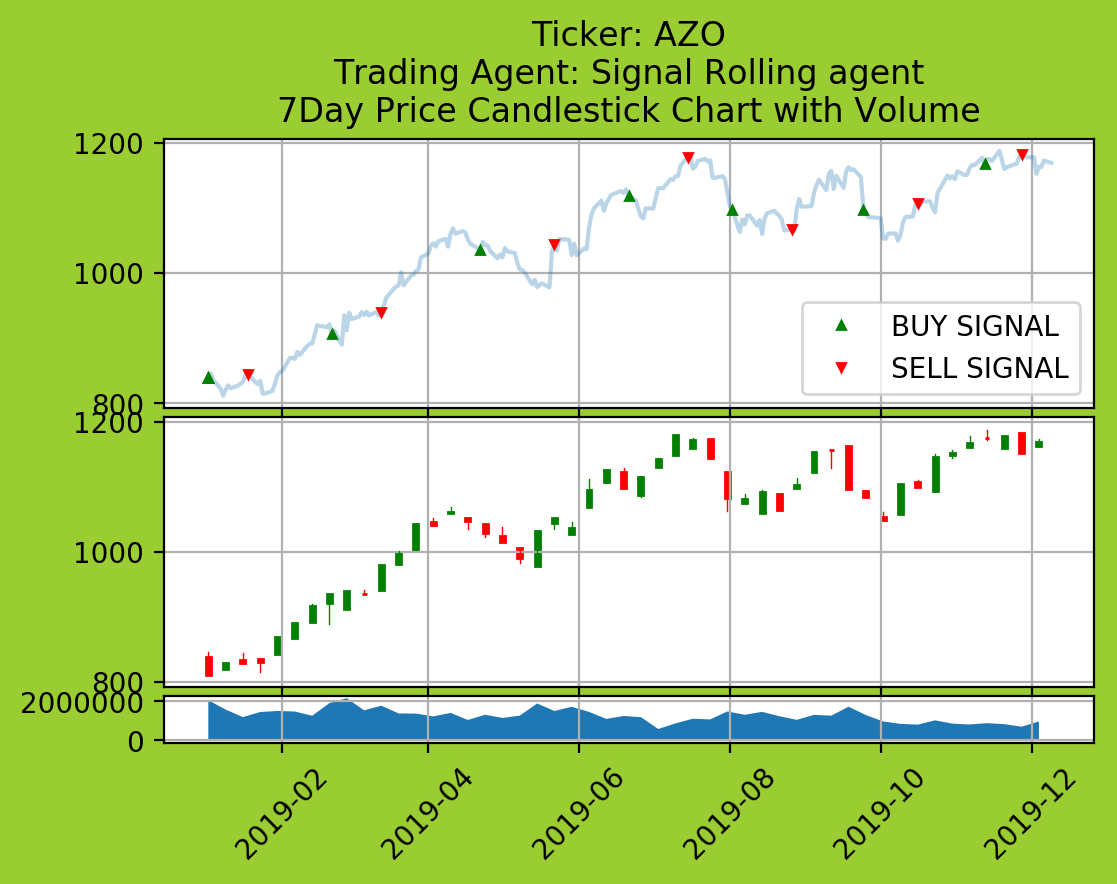 Ticker: AZO
Trading Agent: Signal Rolling agent
7Day Price Candlestick Chart with Volume
1200
1000
800
BUY SIGNAL
SELL SIGNAL
1200
1000
800
2000000
0
2019-02
2019-04
2019-06
2019-08
2019-10
2019-12